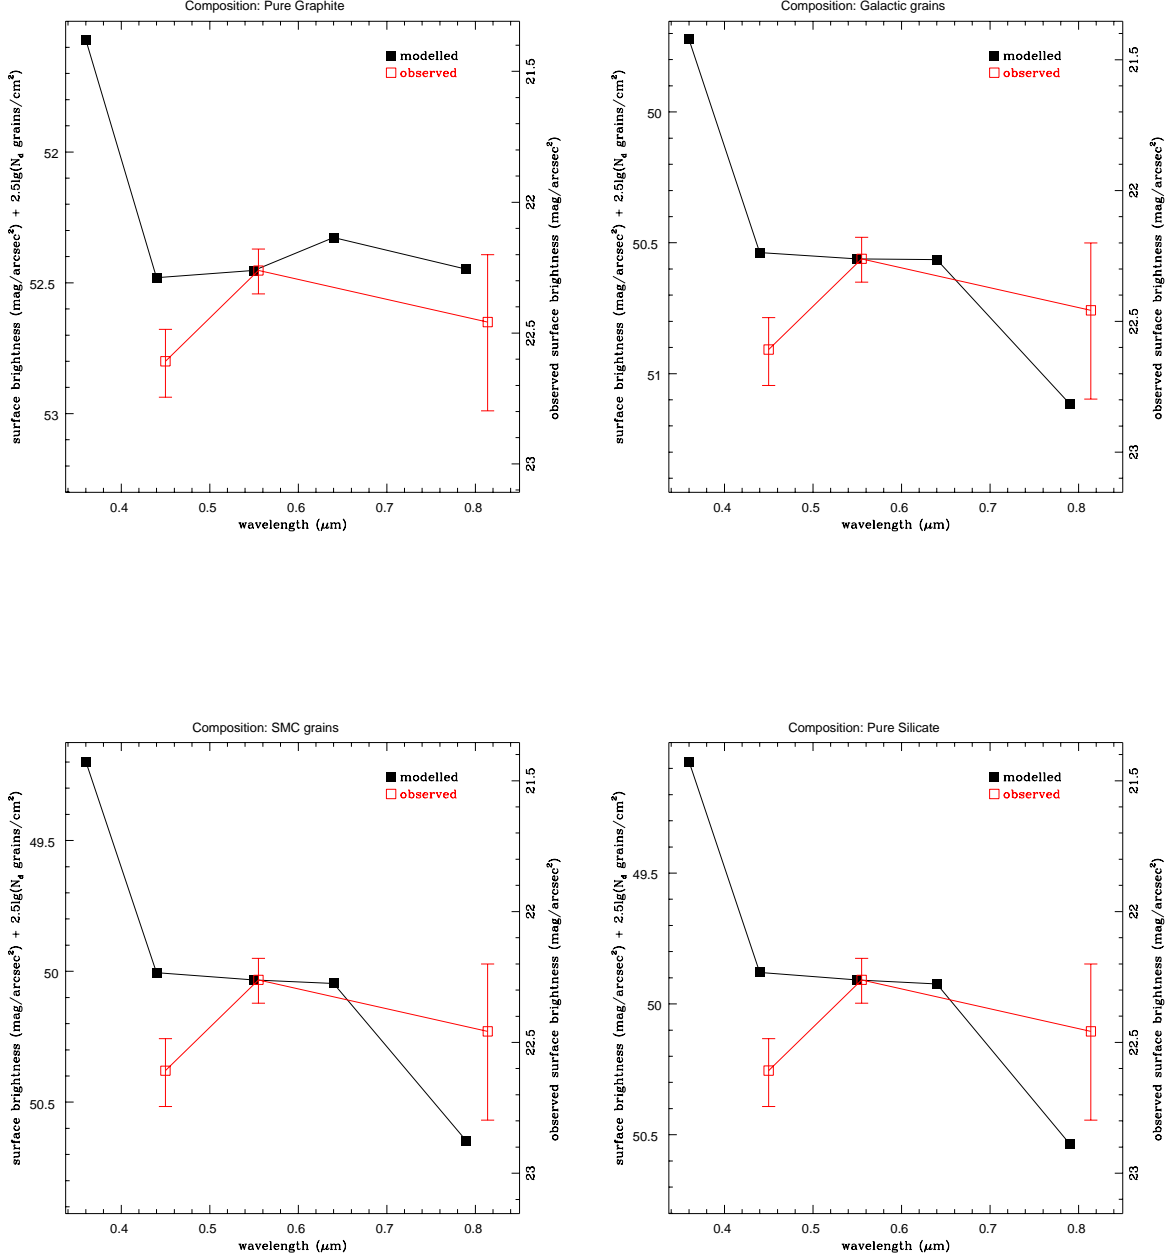 Composition: Pure Graphite
modelled
observed
surface brightness (mag/arcsec²) + 2.5lg(N_d grains/cm²)
52
52.5
53
21.5
22
22.5
23
observed surface brightness (mag/arcsec²)
0.4 0.5 0.6 0.7 0.8
wavelength (μm)
Composition: Galactic grains
modelled
observed
surface brightness (mag/arcsec²) + 2.5lg(N_d grains/cm²)
50
50.5
51
21.5
22
22.5
23
observed surface brightness (mag/arcsec²)
0.4 0.5 0.6 0.7 0.8
wavelength (μm)
Composition: SMC grains
modelled
observed
surface brightness (mag/arcsec²) + 2.5lg(N_d grains/cm²)
49.5
50
50.5
21.5
22
22.5
23
observed surface brightness (mag/arcsec²)
0.4 0.5 0.6 0.7 0.8
wavelength (μm)
Composition: Pure Silicate
modelled
observed
surface brightness (mag/arcsec²) + 2.5lg(N_d grains/cm²)
49.5
50
50.5
21.5
22
22.5
23
observed surface brightness (mag/arcsec²)
0.4 0.5 0.6 0.7 0.8
wavelength (μm)